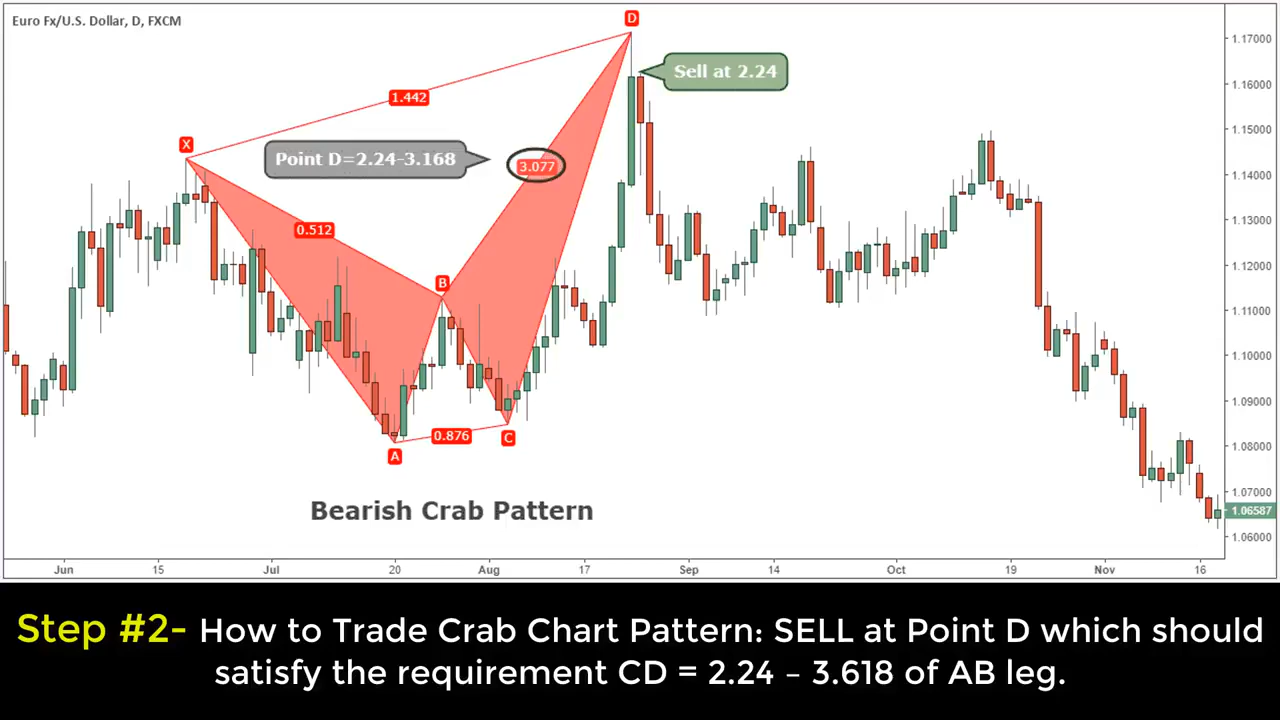 Euro Fx/U.S. Dollar, D, FXCM
D
1.17000
Sell at 2.24
1.16000
1.442
1.15000
X
Point D=2.24-3.168
3.077
1.14000
0.512
1.13000
1.12000
B
1.11000
1.10000
1.09000
0.876
C
A
1.08000
1.07000
Bearish Crab Pattern
1.06587
1.06000
Jun 15 Jul 20 Aug 17 Sep 14 Oct 19 Nov 16
Step #2- How to Trade Crab Chart Pattern: SELL at Point D which should
satisfy the requirement CD = 2.24 – 3.618 of AB leg.